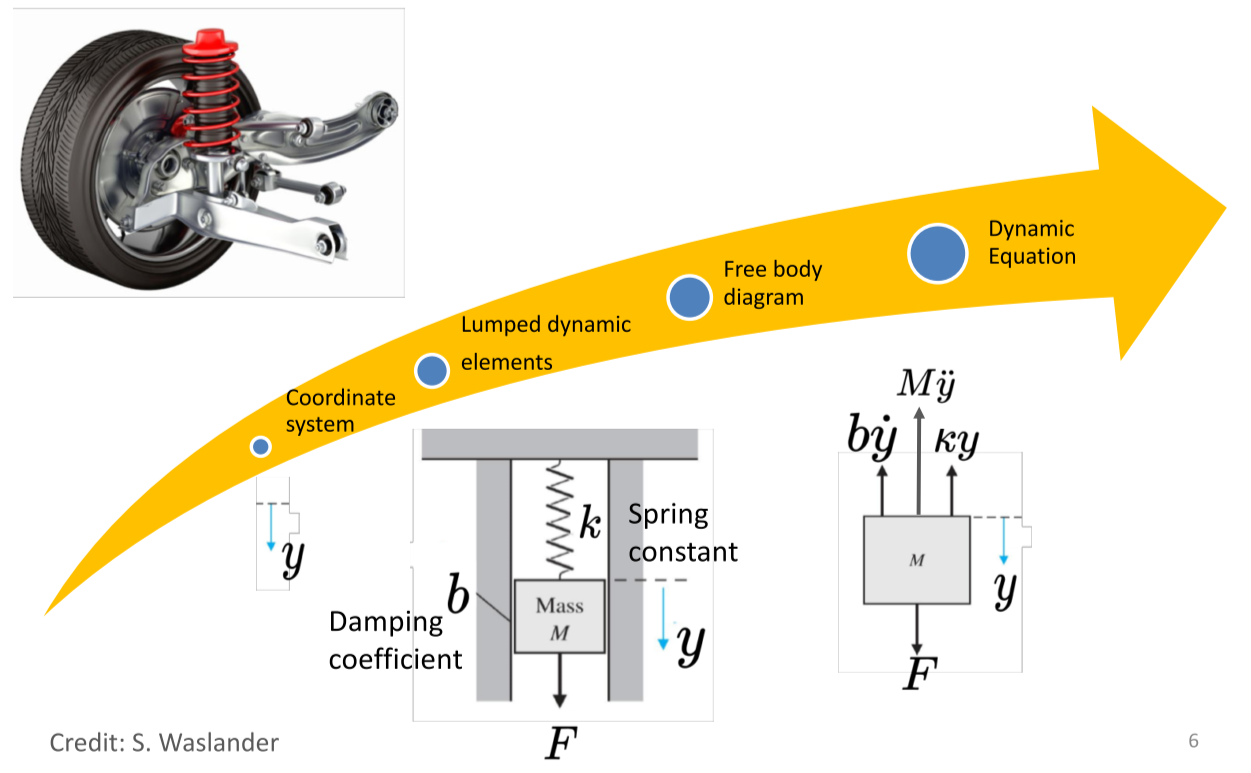 Dynamic
Equation
Free body
diagram
Lumped dynamic
elements
Coordinate
system
y
k
Spring
constant
b
Damping
coefficient
Mass
M
y
F
Mÿ
bẏ
κy
M
y
F
Credit: S. Waslander
6